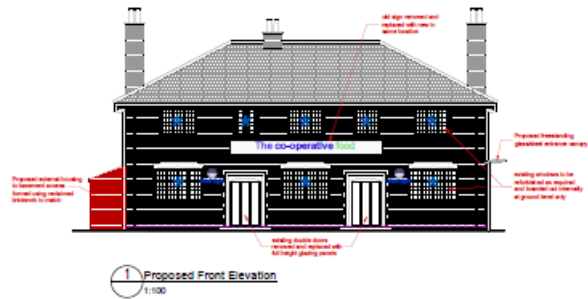 old sign removed and
replaced with new in
same location
The co-operative food
Proposed freestanding
glass/steel entrance canopy
Proposed external housing
to basement access
formed using reclaimed
brickwork to match
existing windows to be
refurbished as required
and boarded out internally
at ground level only
existing double doors
removed and replaced with
full height glazing panels
1
Proposed Front Elevation
1:100